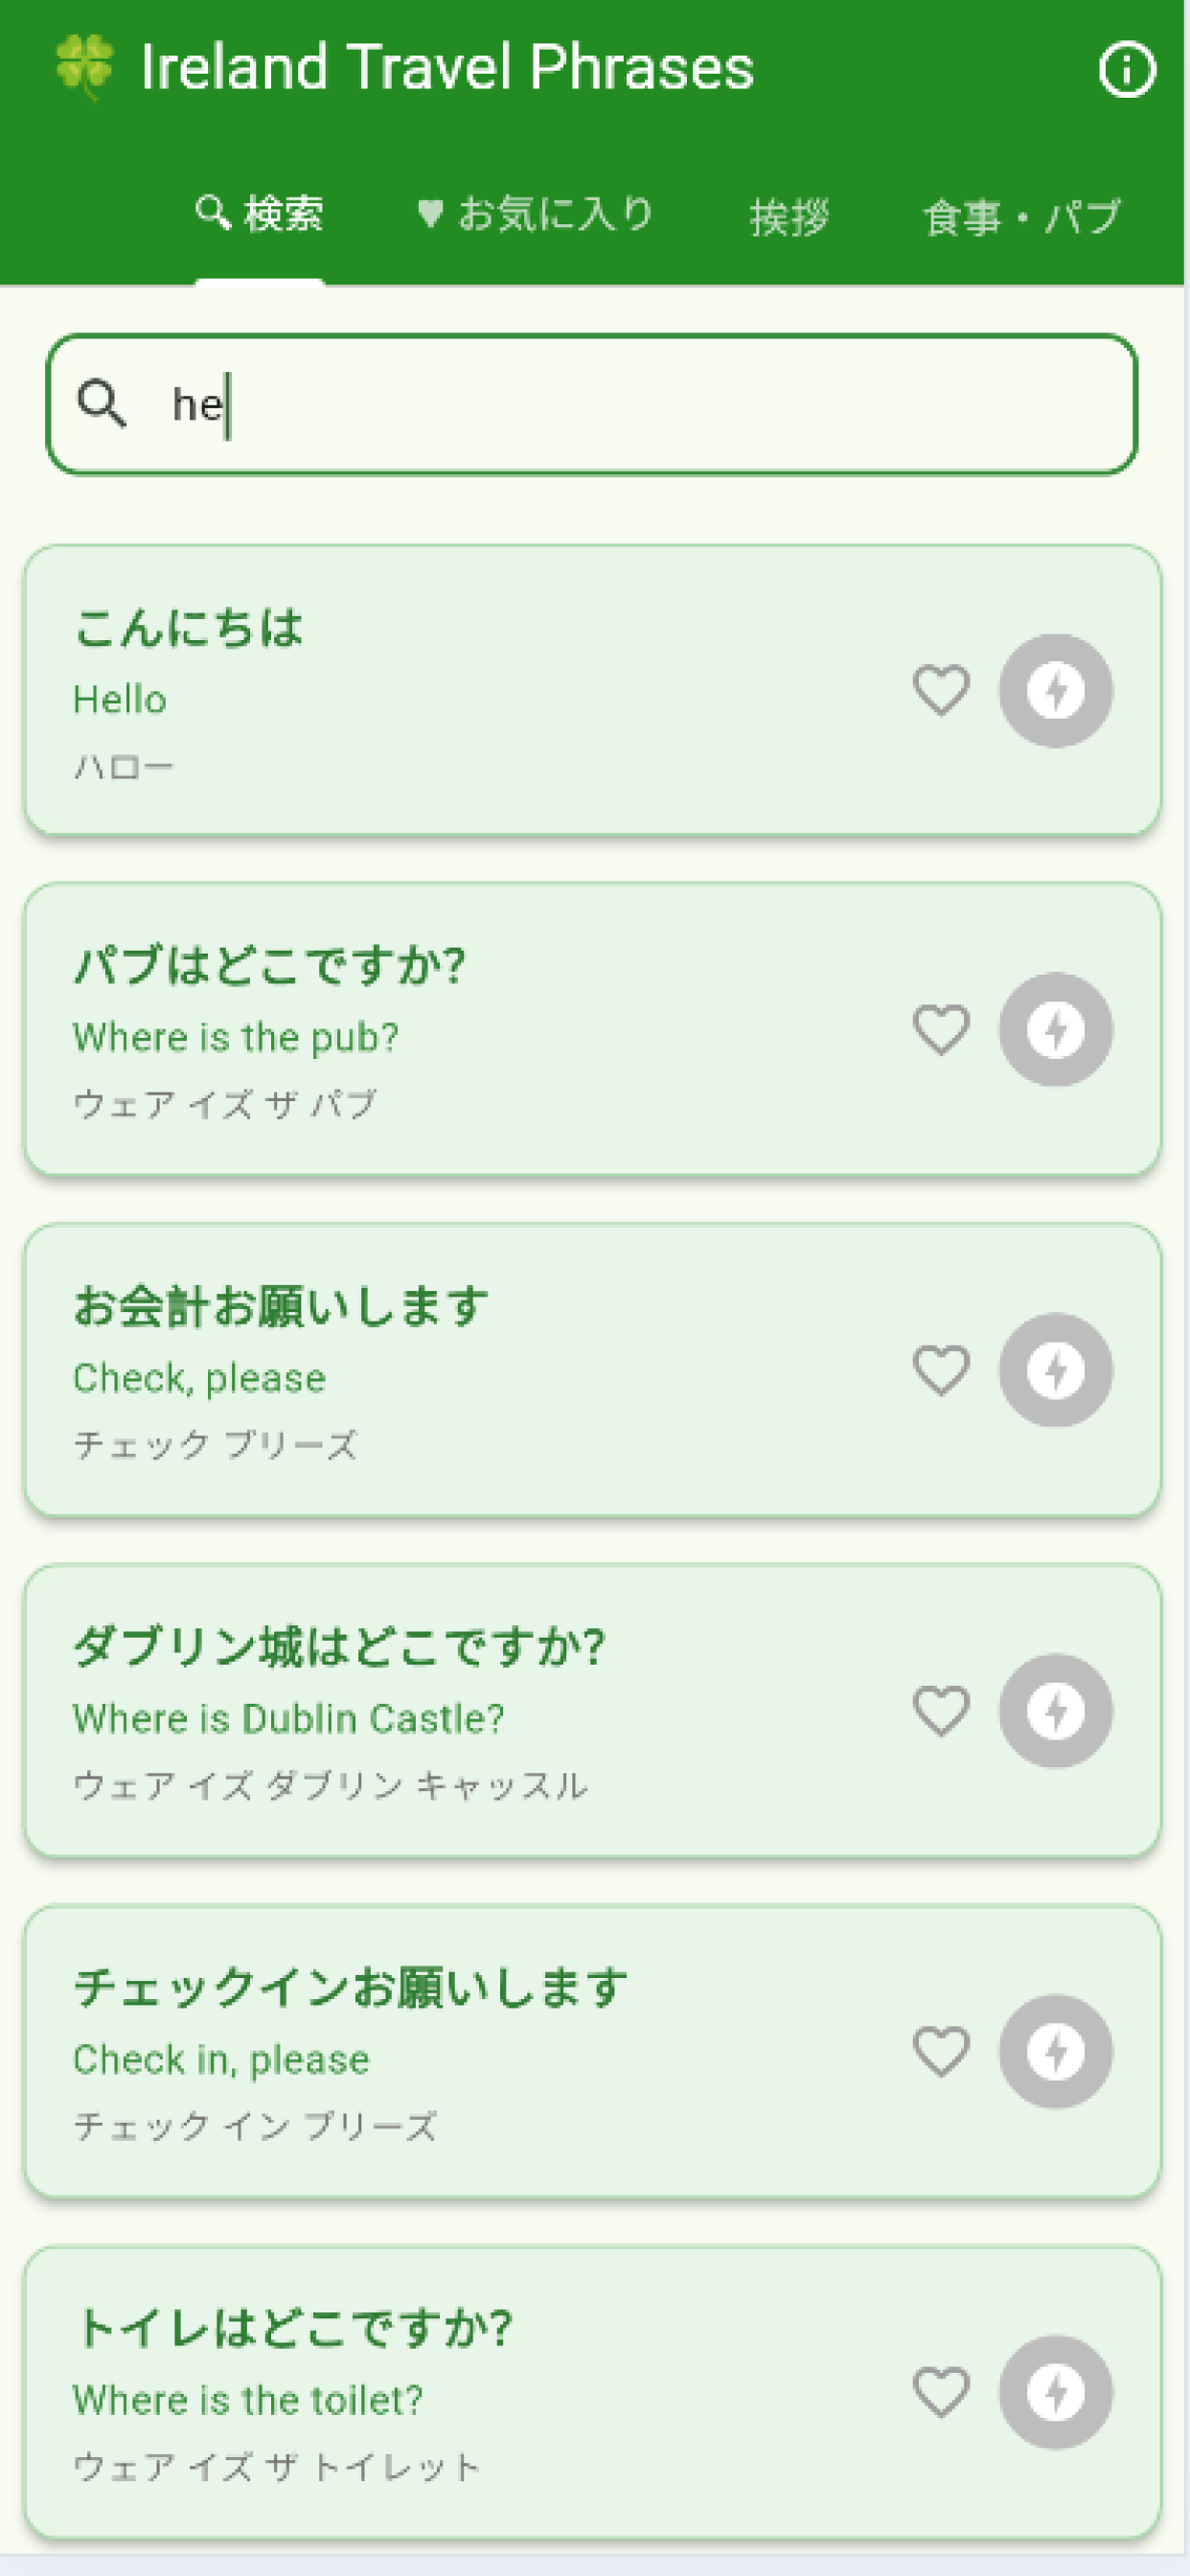 Ireland Travel Phrases
検索 お気に入り 挨拶 食事・パブ
he
こんにちは
Hello
ハロー
パブはどこですか?
Where is the pub?
ウェア イズ ザ パブ
お会計お願いします
Check, please
チェック プリーズ
ダブリン城はどこですか?
Where is Dublin Castle?
ウェア イズ ダブリン キャッスル
チェックインお願いします
Check in, please
チェック イン プリーズ
トイレはどこですか?
Where is the toilet?
ウェア イズ ザ トイレット